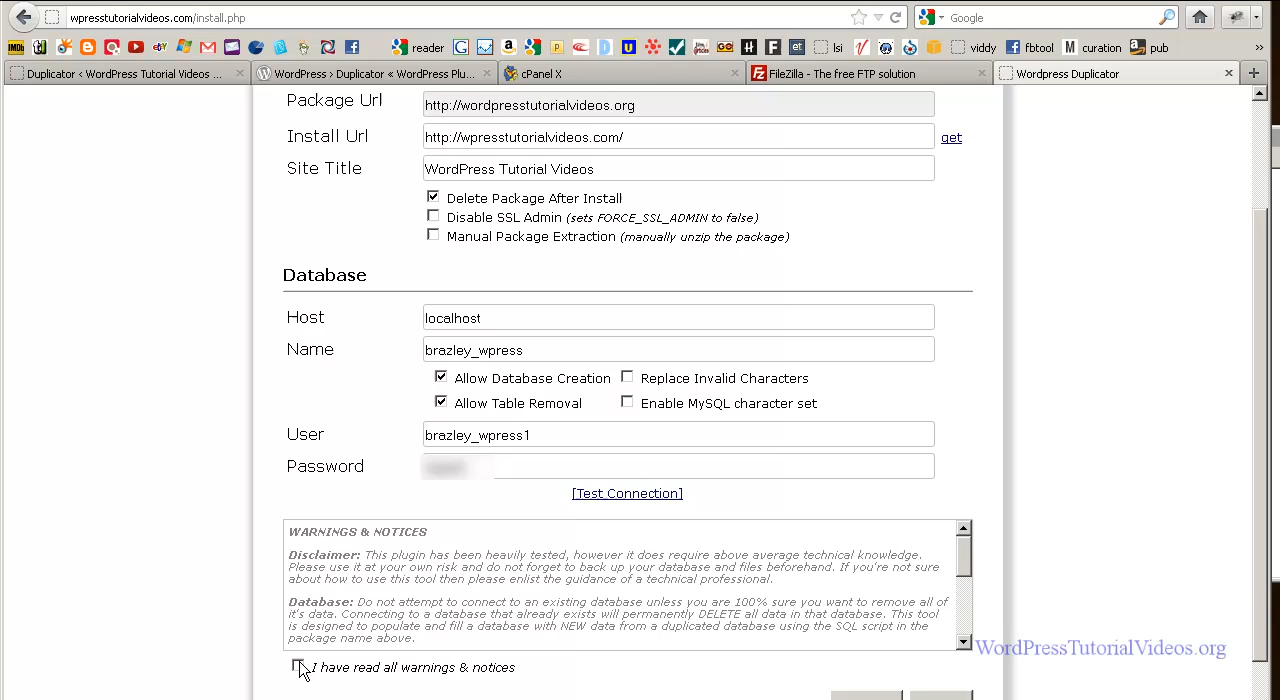 wpresstutorialvideos.com/install.php
Google
reader
lsi
viddy
fbtool
curation
pub
Duplicator ‹ WordPress Tutorial Videos ...
WordPress › Duplicator « WordPress Plu...
cPanel X
FileZilla - The free FTP solution
Wordpress Duplicator
Package Url
http://wordpresstutorialvideos.org
Install Url
http://wpresstutorialvideos.com/
get
Site Title
WordPress Tutorial Videos
Delete Package After Install
Disable SSL Admin (sets FORCE_SSL_ADMIN to false)
Manual Package Extraction (manually unzip the package)
Database
Host
localhost
Name
brazley_wpress
Allow Database Creation
Replace Invalid Characters
Allow Table Removal
Enable MySQL character set
User
brazley_wpress1
Password
[Test Connection]
WARNINGS & NOTICES
Disclaimer: This plugin has been heavily tested, however it does require above average technical knowledge.
Please use it at your own risk and do not forget to back up your database and files beforehand. If you're not sure
about how to use this tool then please enlist the guidance of a technical professional.
Database: Do not attempt to connect to an existing database unless you are 100% sure you want to remove all of
it's data. Connecting to a database that already exists will permanently DELETE all data in that database. This tool
is designed to populate and fill a database with NEW data from a duplicated database using the SQL script in the
package name above.
I have read all warnings & notices
WordPressTutorialVideos.org